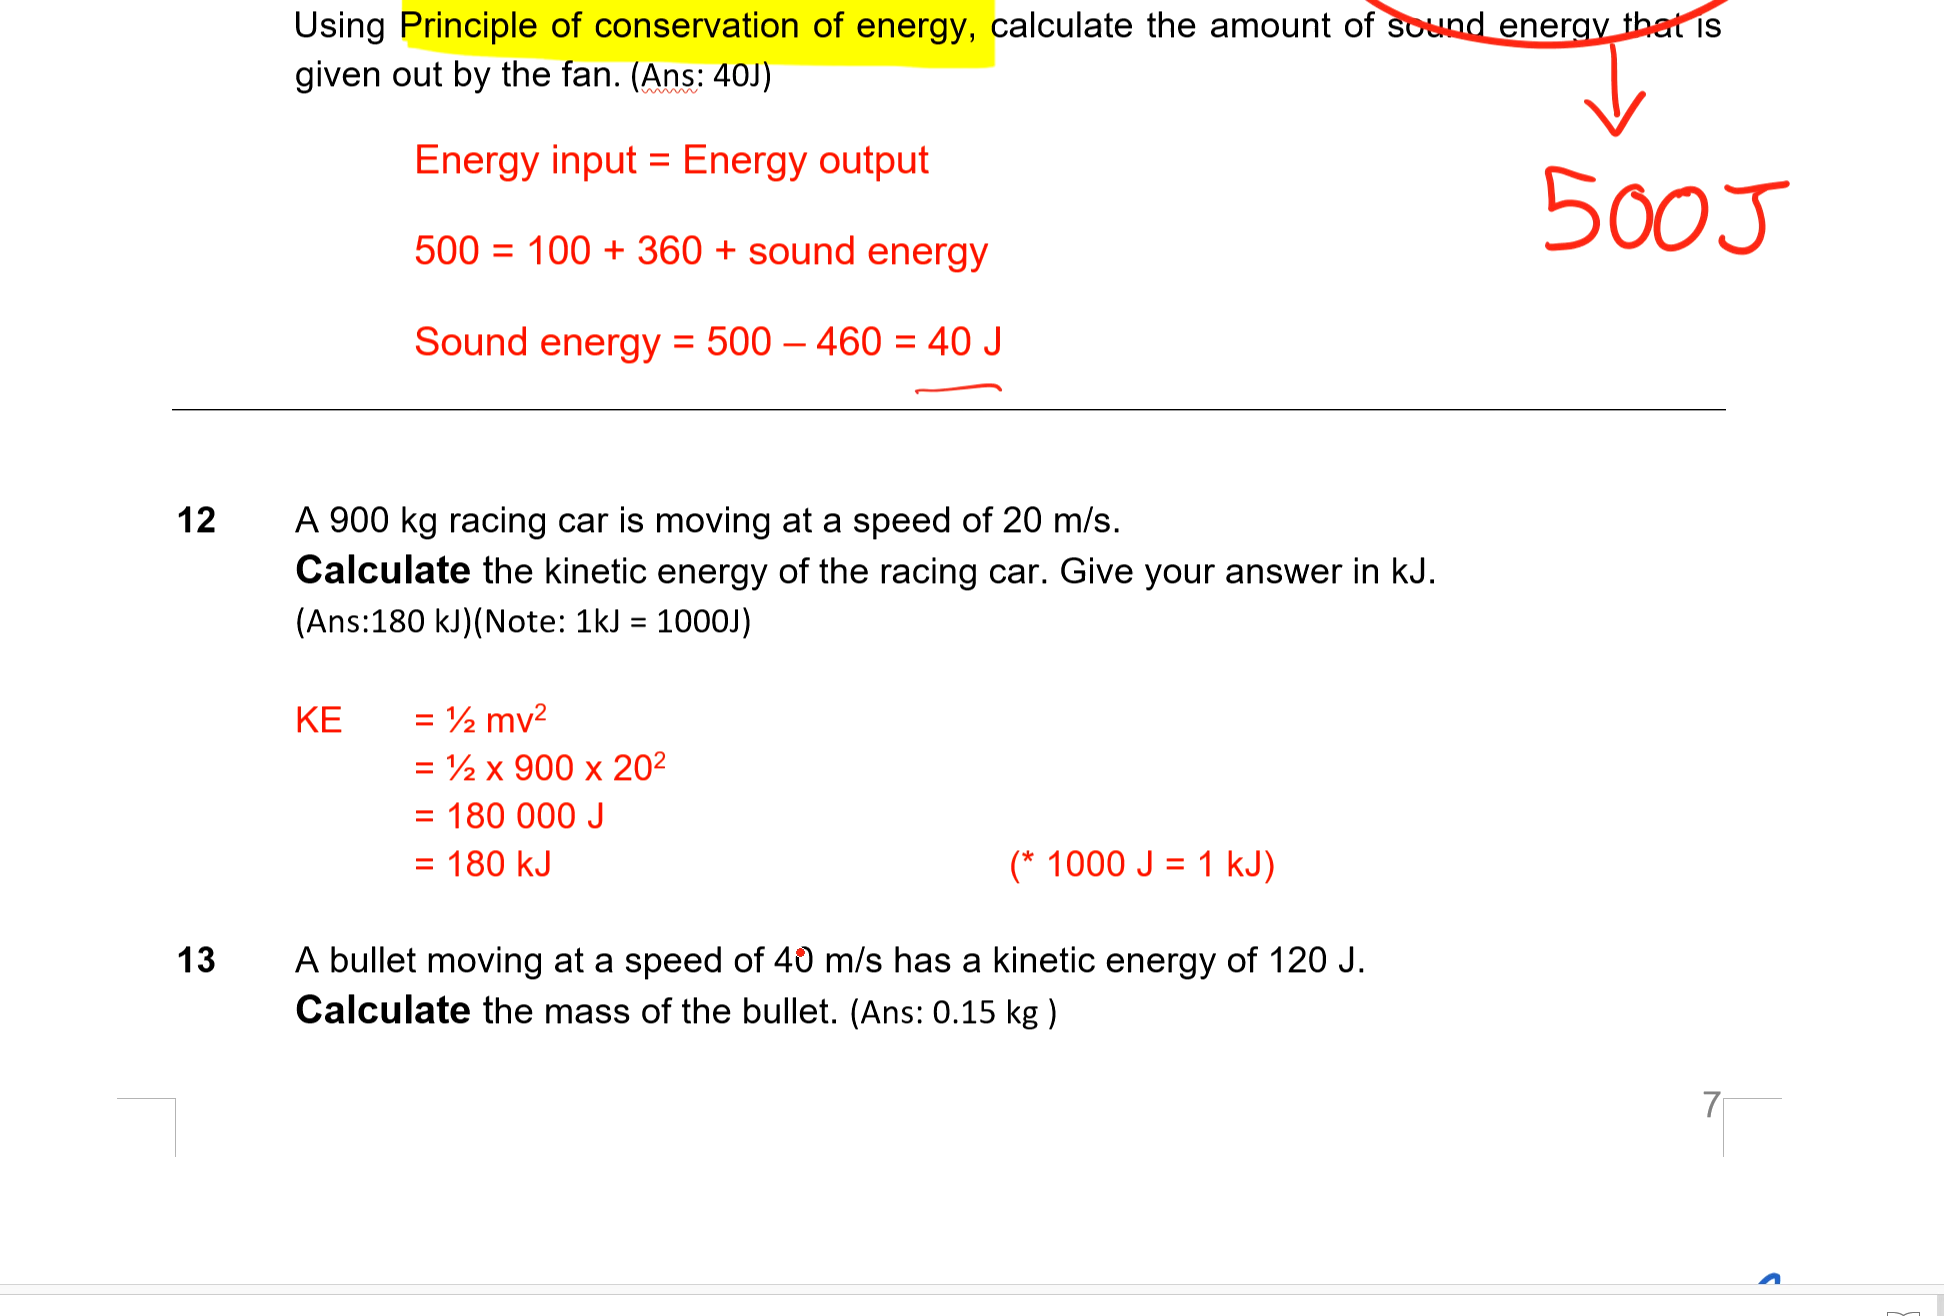 Using Principle of conservation of energy, calculate the amount of sound energy that is
given out by the fan. (Ans: 40J)
Energy input = Energy output
500J
500 = 100 + 360 + sound energy
Sound energy = 500 – 460 = 40 J
12 A 900 kg racing car is moving at a speed of 20 m/s.
Calculate the kinetic energy of the racing car. Give your answer in kJ.
(Ans:180 kJ)(Note: 1kJ = 1000J)
KE = ½ mv²
= ½ x 900 x 20²
= 180 000 J
= 180 kJ (* 1000 J = 1 kJ)
13 A bullet moving at a speed of 40 m/s has a kinetic energy of 120 J.
Calculate the mass of the bullet. (Ans: 0.15 kg )
7